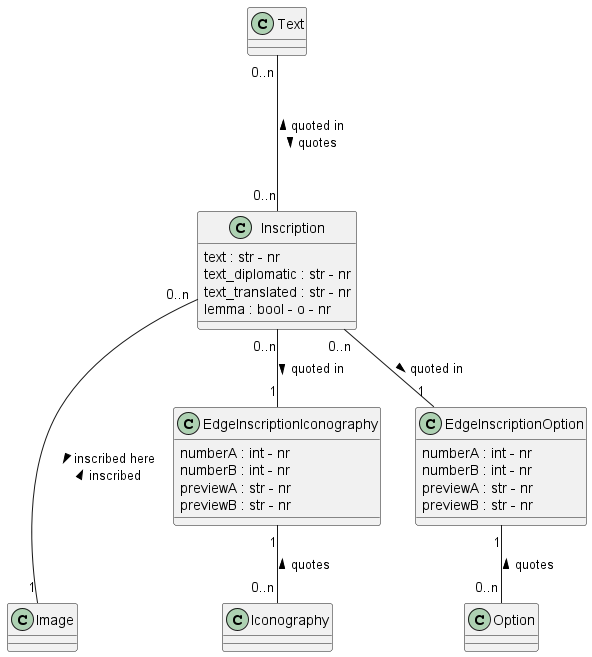 C Text
0..n
quoted in
quotes
0..n
C Inscription
text : str - nr
text_diplomatic : str - nr
text_translated : str - nr
lemma : bool - o - nr
0..n
0..n
0..n
quoted in
quoted in
1
1
C EdgeInscriptionIconography
numberA : int - nr
numberB : int - nr
previewA : str - nr
previewB : str - nr
C EdgeInscriptionOption
numberA : int - nr
numberB : int - nr
previewA : str - nr
previewB : str - nr
inscribed here
inscribed
1
1
quotes
quotes
1
0..n
0..n
C Image
C Iconography
C Option